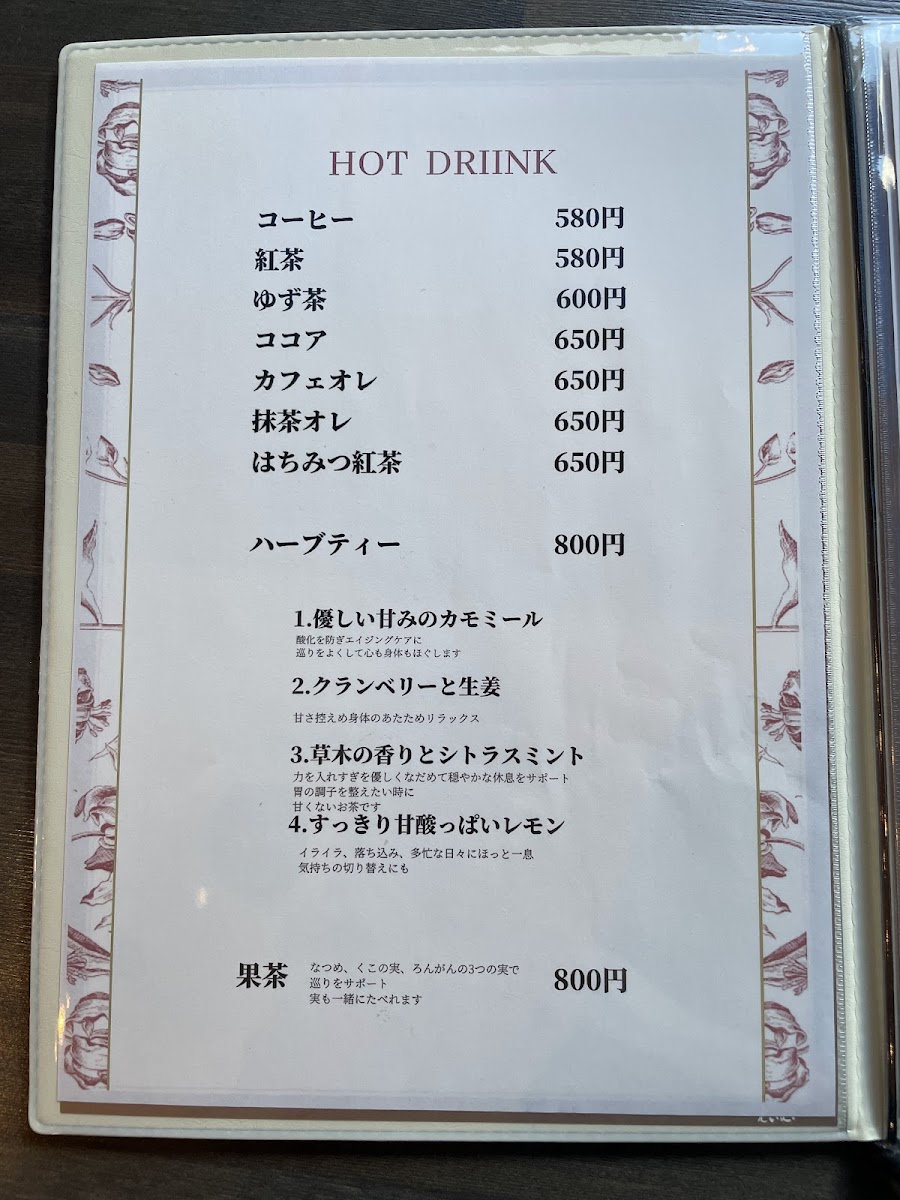 HOT DRIINK
コーヒー 580円
紅茶 580円
ゆず茶 600円
ココア 650円
カフェオレ 650円
抹茶オレ 650円
はちみつ紅茶 650円
ハーブティー 800円
1.優しい甘みのカモミール
酸化を防ぎエイジングケアに
巡りをよくして心も身体もほぐします
2.クランベリーと生姜
甘さ控えめ身体のあたためリラックス
3.草木の香りとシトラスミント
力を入れすぎを優しくなだめて穏やかな休息をサポート
胃の調子を整えたい時に
甘くないお茶です
4.すっきり甘酸っぱいレモン
イライラ、落ち込み、多忙な日々にほっと一息
気持ちの切り替えにも
果茶 なつめ、くこの実、ろんがんの3つの実で 800円
巡りをサポート
実も一緒にたべれます